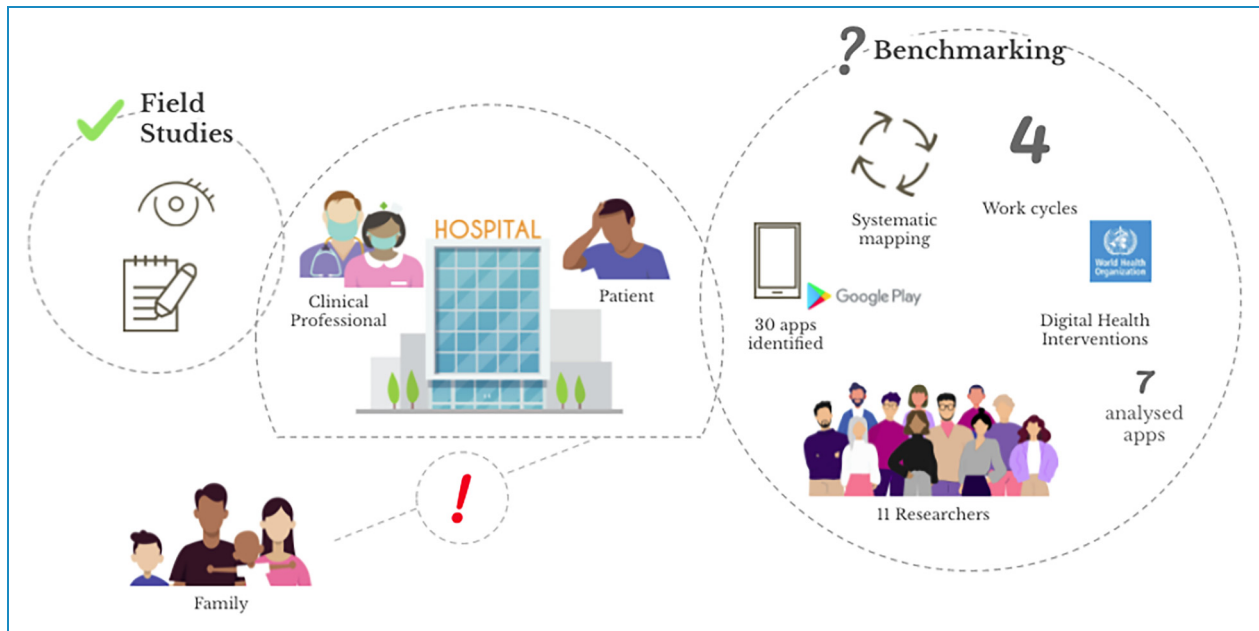 Field
Studies
HOSPITAL
Clinical
Professional
Patient
!
Family
? Benchmarking
Systematic
mapping
4
Work cycles
Google Play
30 apps
identified
World Health
Organization
Digital Health
Interventions
7
analysed
apps
11 Researchers